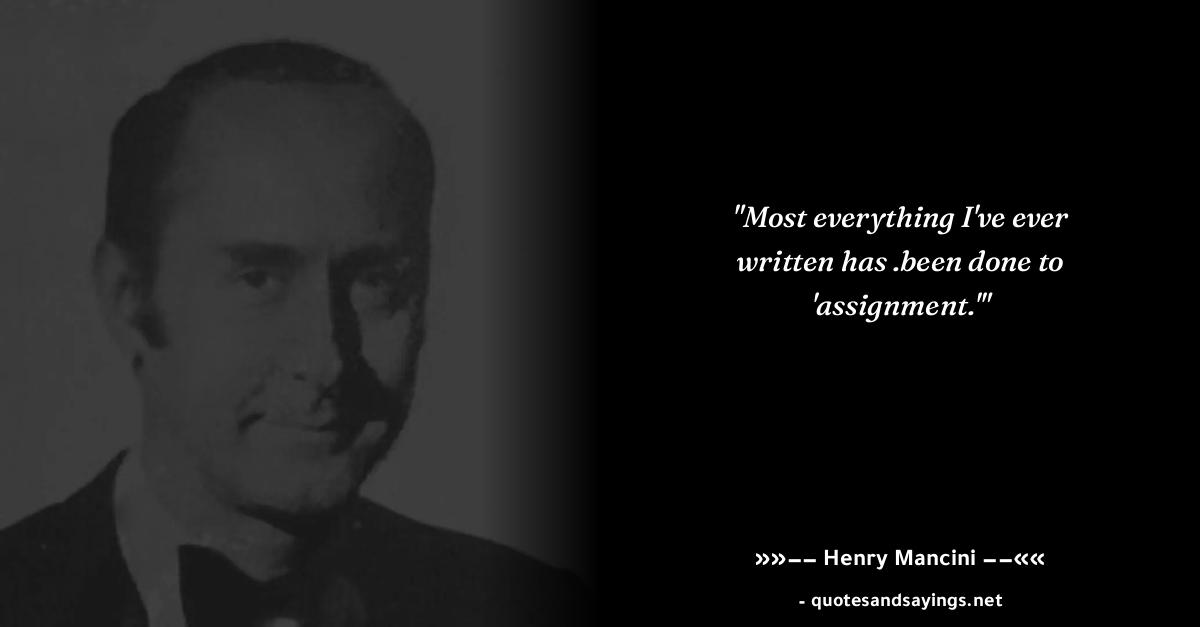 "Most everything I've ever
written has .been done to
'assignment.'"
»»−− Henry Mancini −−««
- quotesandsayings.net